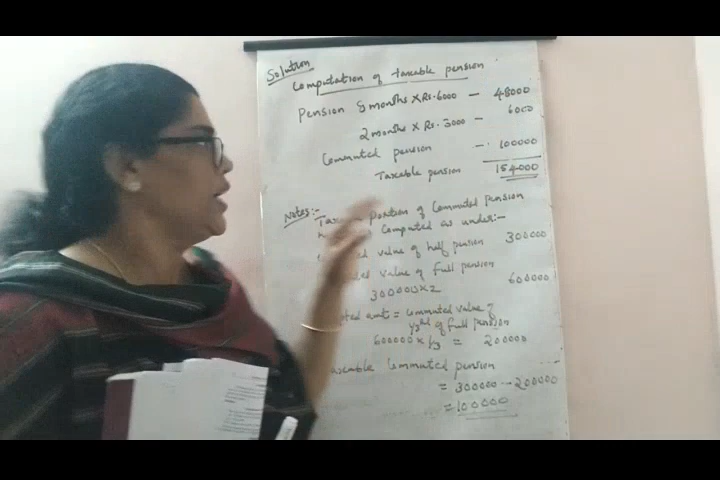 Solution
Computation of taxable pension
Pension 8 months X Rs.6000 — 48000
2 months X Rs. 3000 — 6000
Commuted pension — 100000
Taxable pension 154000
Notes:-
portion of Commuted Pension
Computed as under:-
value of half pension 300000
value of full pension
300000 x 2 600000
amt = commuted value of
1/3rd of full pension
600000 x 1/3 = 200000
Commuted pension
= 300000 - 200000
= 100000